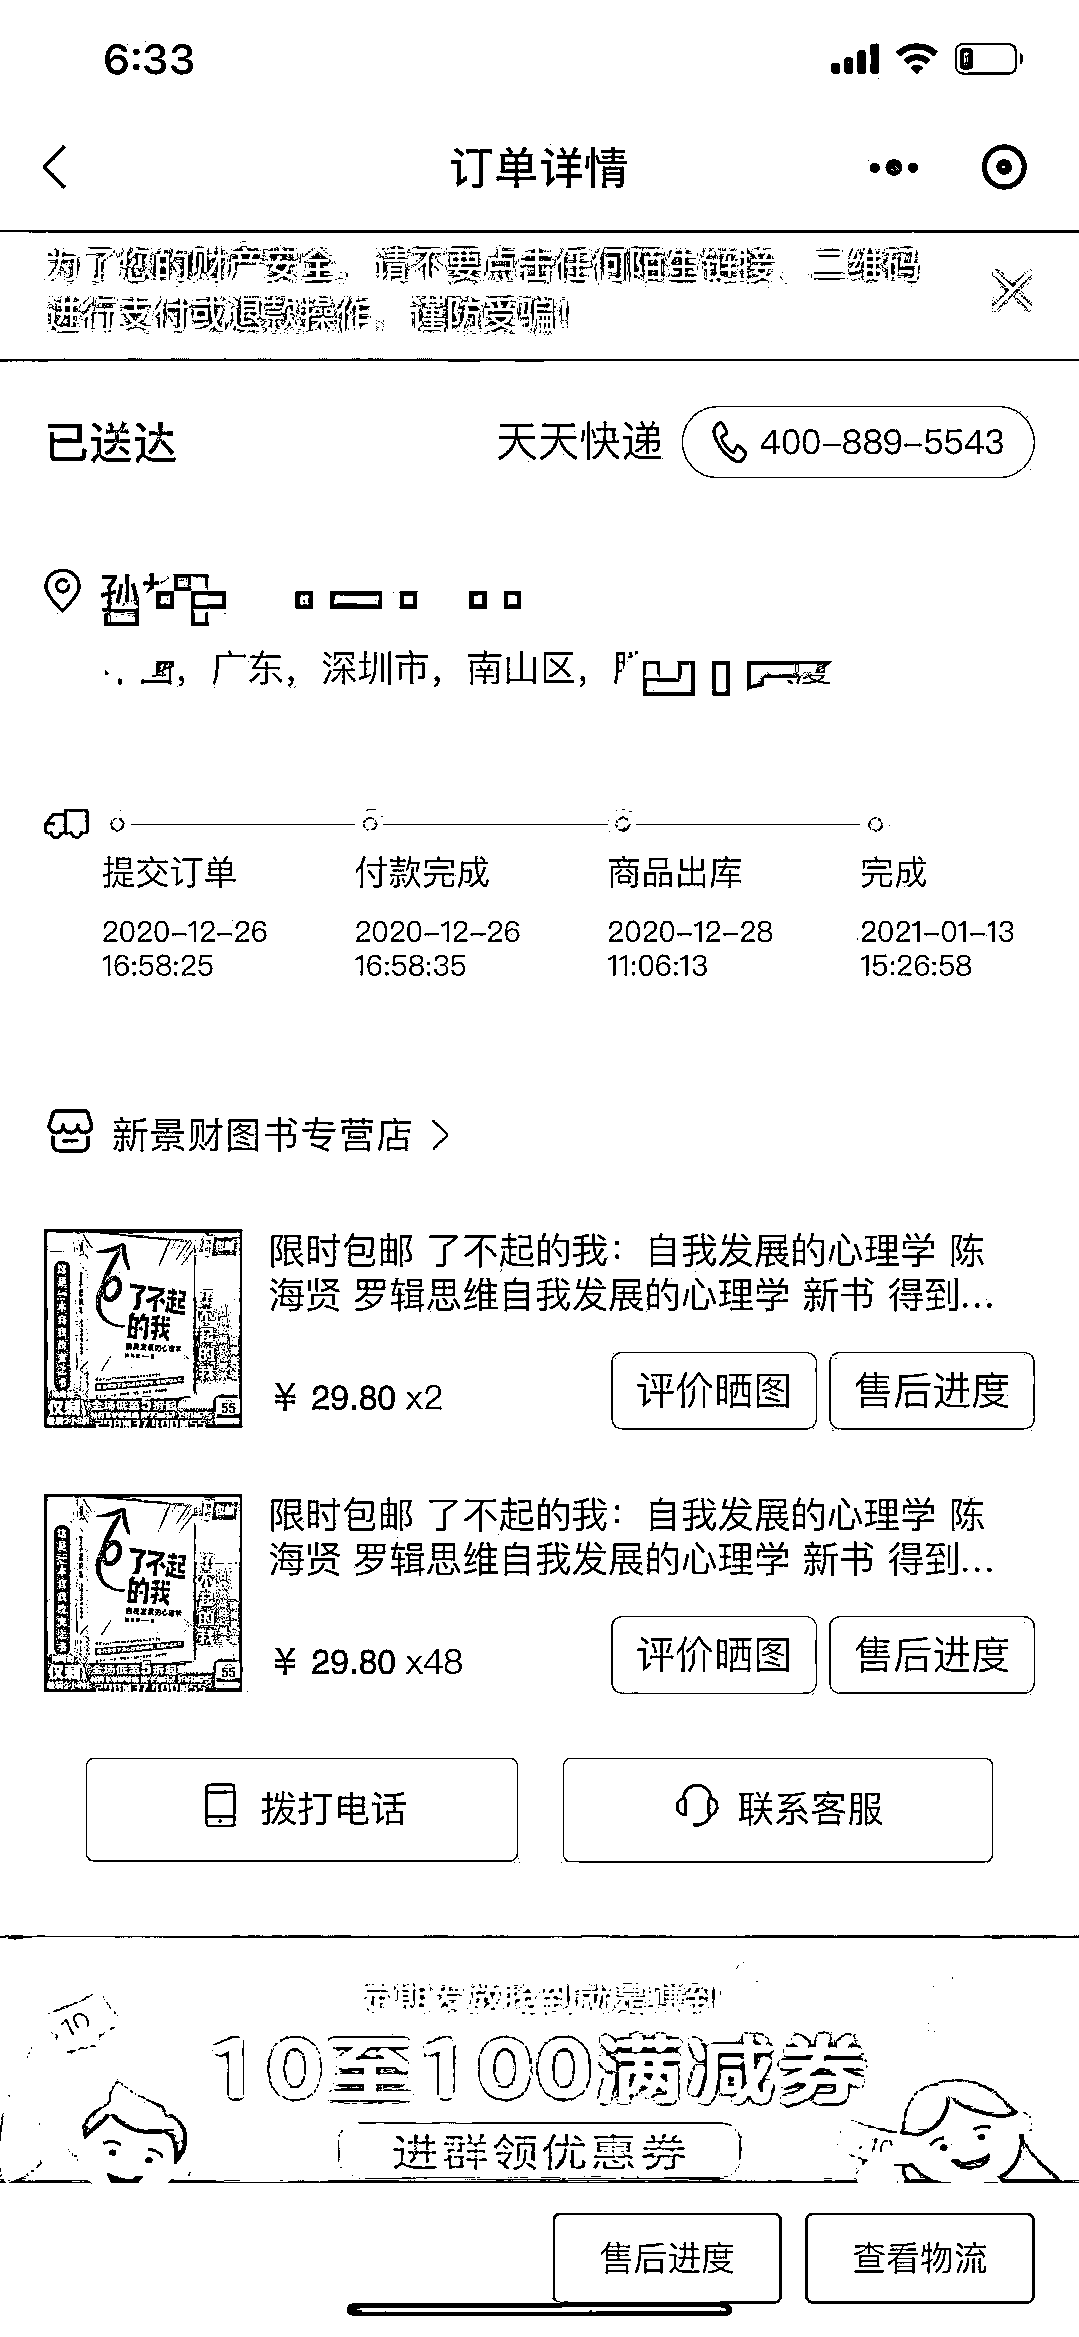 6:33
订单详情
为了您的财产安全，请不要点击任何陌生链接、二维码
进行支付或退款操作，谨防受骗！
已送达 天天快递 400-889-5543
孙
广东，深圳市，南山区，
提交订单 付款完成 商品出库 完成
2020-12-26 2020-12-26 2020-12-28 2021-01-13
16:58:25 16:58:35 11:06:13 15:26:58
新景财图书专营店
限时包邮 了不起的我：自我发展的心理学 陈
海贤 罗辑思维自我发展的心理学 新书 得到...
了不起
的我
¥ 29.80 x2 评价晒图 售后进度
限时包邮 了不起的我：自我发展的心理学 陈
海贤 罗辑思维自我发展的心理学 新书 得到...
了不起
的我
¥ 29.80 x48 评价晒图 售后进度
拨打电话 联系客服
10至100满减券
进群领优惠券
售后进度 查看物流